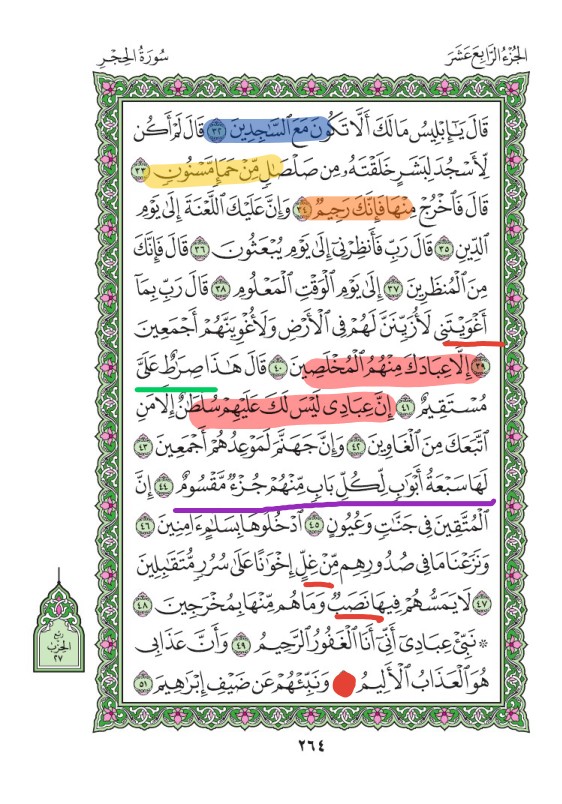 الجُزْءُ الرَّابِعَ عَشَرَ
سُورَةُ الحِجْرِ
قَالَ يَٰٓإِبْلِيسُ مَالَكَ أَلَّا تَكُونَ مَعَ ٱلسَّٰجِدِينَ ٣٢ قَالَ لَمْ أَكُن
لِّأَسْجُدَ لِبَشَرٍ خَلَقْتَهُۥ مِن صَلْصَٰلٍ مِّنْ حَمَإٍ مَّسْنُونٍ ٣٣
قَالَ فَٱخْرُجْ مِنْهَا فَإِنَّكَ رَجِيمٌ ٣٤ وَإِنَّ عَلَيْكَ ٱللَّعْنَةَ إِلَىٰ يَوْمِ
ٱلدِّينِ ٣٥ قَالَ رَبِّ فَأَنظِرْنِىٓ إِلَىٰ يَوْمِ يُبْعَثُونَ ٣٦ قَالَ فَإِنَّكَ
مِنَ ٱلْمُنظَرِينَ ٣٧ إِلَىٰ يَوْمِ ٱلْوَقْتِ ٱلْمَعْلُومِ ٣٨ قَالَ رَبِّ بِمَآ
أَغْوَيْتَنِى لَأُزَيِّنَنَّ لَهُمْ فِى ٱلْأَرْضِ وَلَأُغْوِيَنَّهُمْ أَجْمَعِينَ
٣٩ إِلَّا عِبَادَكَ مِنْهُمُ ٱلْمُخْلَصِينَ ٤٠ قَالَ هَٰذَا صِرَٰطٌ عَلَىَّ
مُسْتَقِيمٌ ٤١ إِنَّ عِبَادِى لَيْسَ لَكَ عَلَيْهِمْ سُلْطَٰنٌ إِلَّا مَنِ
ٱتَّبَعَكَ مِنَ ٱلْغَاوِينَ ٤٢ وَإِنَّ جَهَنَّمَ لَمَوْعِدُهُمْ أَجْمَعِينَ ٤٣
لَهَا سَبْعَةُ أَبْوَٰبٍ لِّكُلِّ بَابٍ مِّنْهُمْ جُزْءٌ مَّقْسُومٌ ٤٤ إِنَّ
ٱلْمُتَّقِينَ فِى جَنَّٰتٍ وَعُيُونٍ ٤٥ ٱدْخُلُوهَا بِسَلَٰمٍ ءَامِنِينَ ٤٦
وَنَزَعْنَا مَا فِى صُدُورِهِم مِّنْ غِلٍّ إِخْوَٰنًا عَلَىٰ سُرُرٍ مُّتَقَٰبِلِينَ
٤٧ لَا يَمَسُّهُمْ فِيهَا نَصَبٌ وَمَا هُم مِّنْهَا بِمُخْرَجِينَ ٤٨
۞ نَبِّئْ عِبَادِىٓ أَنِّىٓ أَنَا ٱلْغَفُورُ ٱلرَّحِيمُ ٤٩ وَأَنَّ عَذَابِى
هُوَ ٱلْعَذَابُ ٱلْأَلِيمُ وَنَبِّئْهُمْ عَن ضَيْفِ إِبْرَٰهِيمَ ٥١
ربع
الحزب
٢٧
٢٦٤